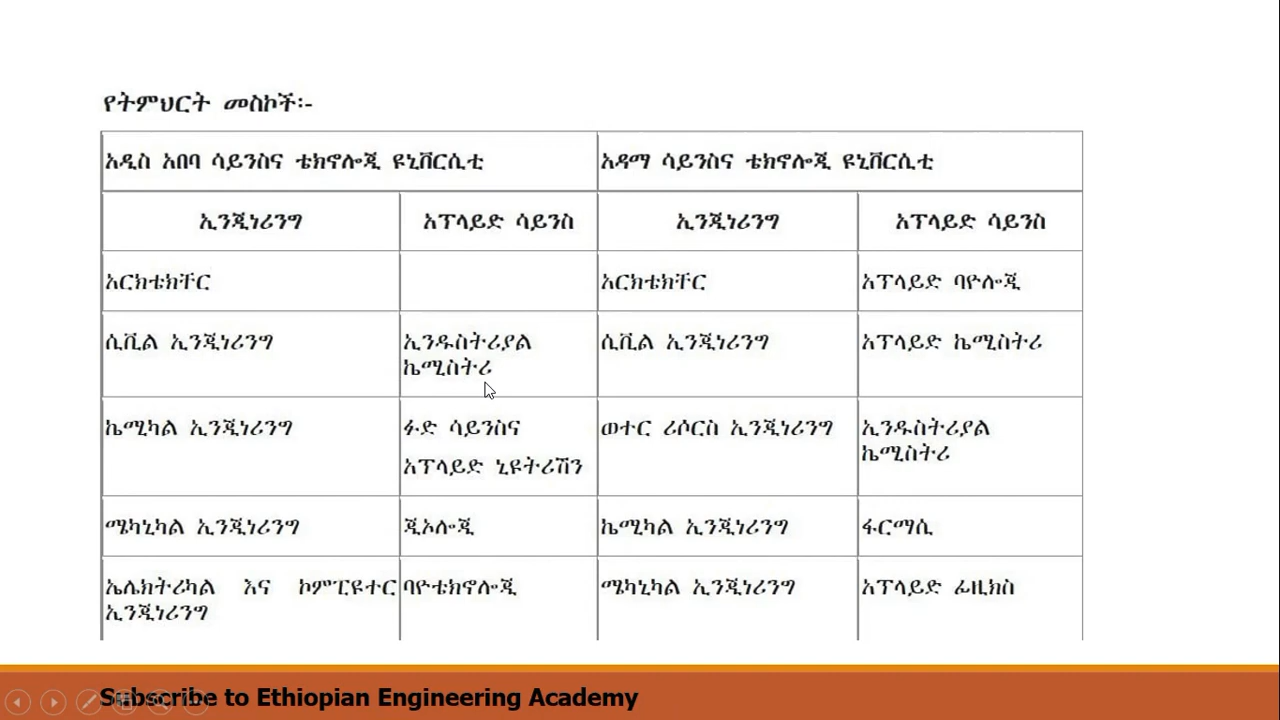 የትምህርት መስኮች፡-
አዲስ አበባ ሳይንስና ቴክኖሎጂ ዩኒቨርሲቲ
አዳማ ሳይንስና ቴክኖሎጂ ዩኒቨርሲቲ
ኢንጂነሪንግ
አፕላይድ ሳይንስ
ኢንጂነሪንግ
አፕላይድ ሳይንስ
አርክቴክቸር
አርክቴክቸር
አፕላይድ ባዮሎጂ
ሲቪል ኢንጂነሪንግ
ኢንዱስትሪያል
ኬሚስትሪ
ሲቪል ኢንጂነሪንግ
አፕላይድ ኬሚስትሪ
ኬሚካል ኢንጂነሪንግ
ፉድ ሳይንስና
አፕላይድ ኒዩትሪሽን
ወተር ሪሶርስ ኢንጂነሪንግ
ኢንዱስትሪያል
ኬሚስትሪ
ሜካኒካል ኢንጂነሪንግ
ጂኦሎጂ
ኬሚካል ኢንጂነሪንግ
ፋርማሲ
ኤሌክትሪካል እና ኮምፒዩተር
ኢንጂነሪንግ
ባዮቴክኖሎጂ
ሜካኒካል ኢንጂነሪንግ
አፕላይድ ፊዚክስ
Subscribe to Ethiopian Engineering Academy